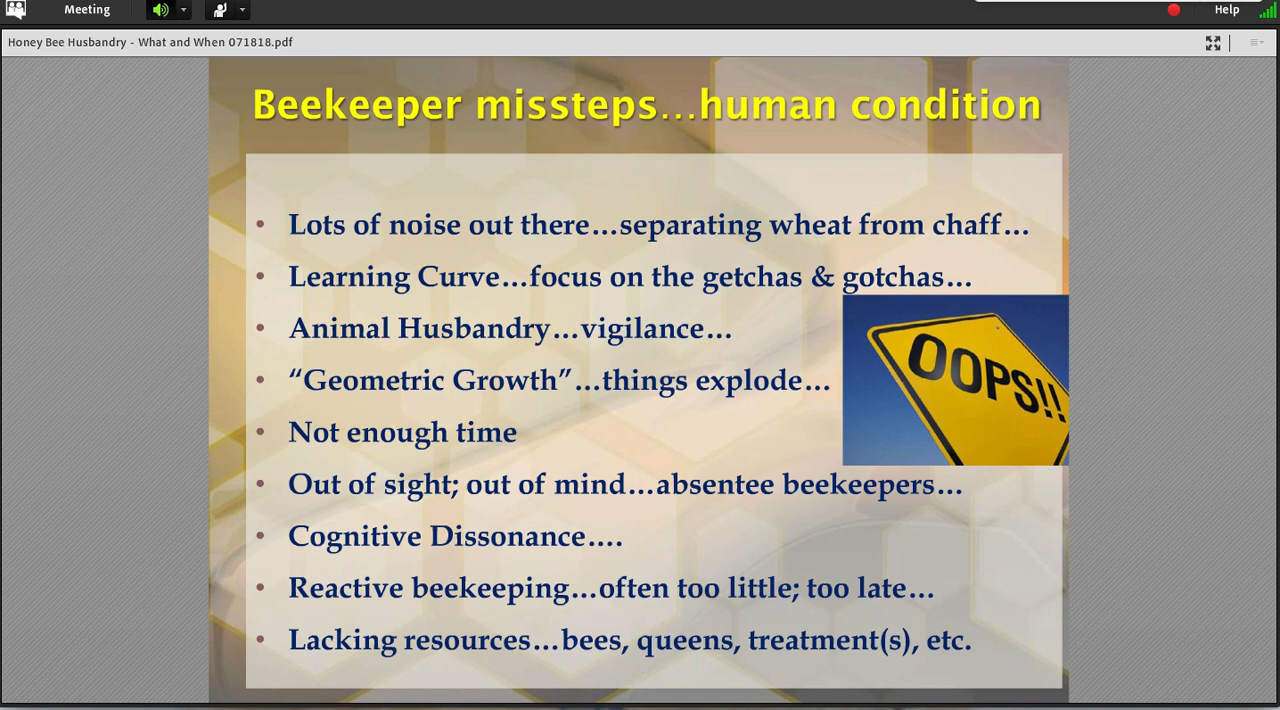 Meeting
Help
Honey Bee Husbandry - What and When 071818.pdf
Beekeeper missteps…human condition
• Lots of noise out there…separating wheat from chaff…
• Learning Curve…focus on the getchas & gotchas…
• Animal Husbandry…vigilance…
• “Geometric Growth”…things explode…
OOPS!!
• Not enough time
• Out of sight; out of mind…absentee beekeepers…
• Cognitive Dissonance….
• Reactive beekeeping…often too little; too late…
• Lacking resources…bees, queens, treatment(s), etc.